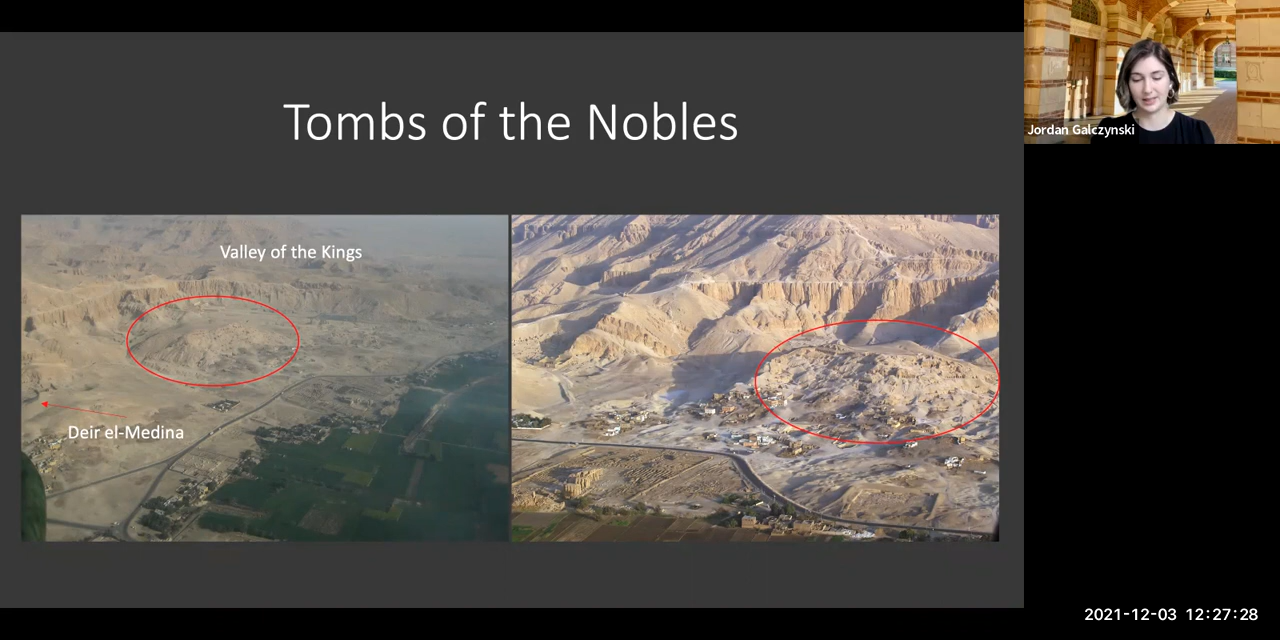 Tombs of the Nobles
Valley of the Kings
Deir el-Medina
Jordan Galczynski
2021-12-03 12:27:28